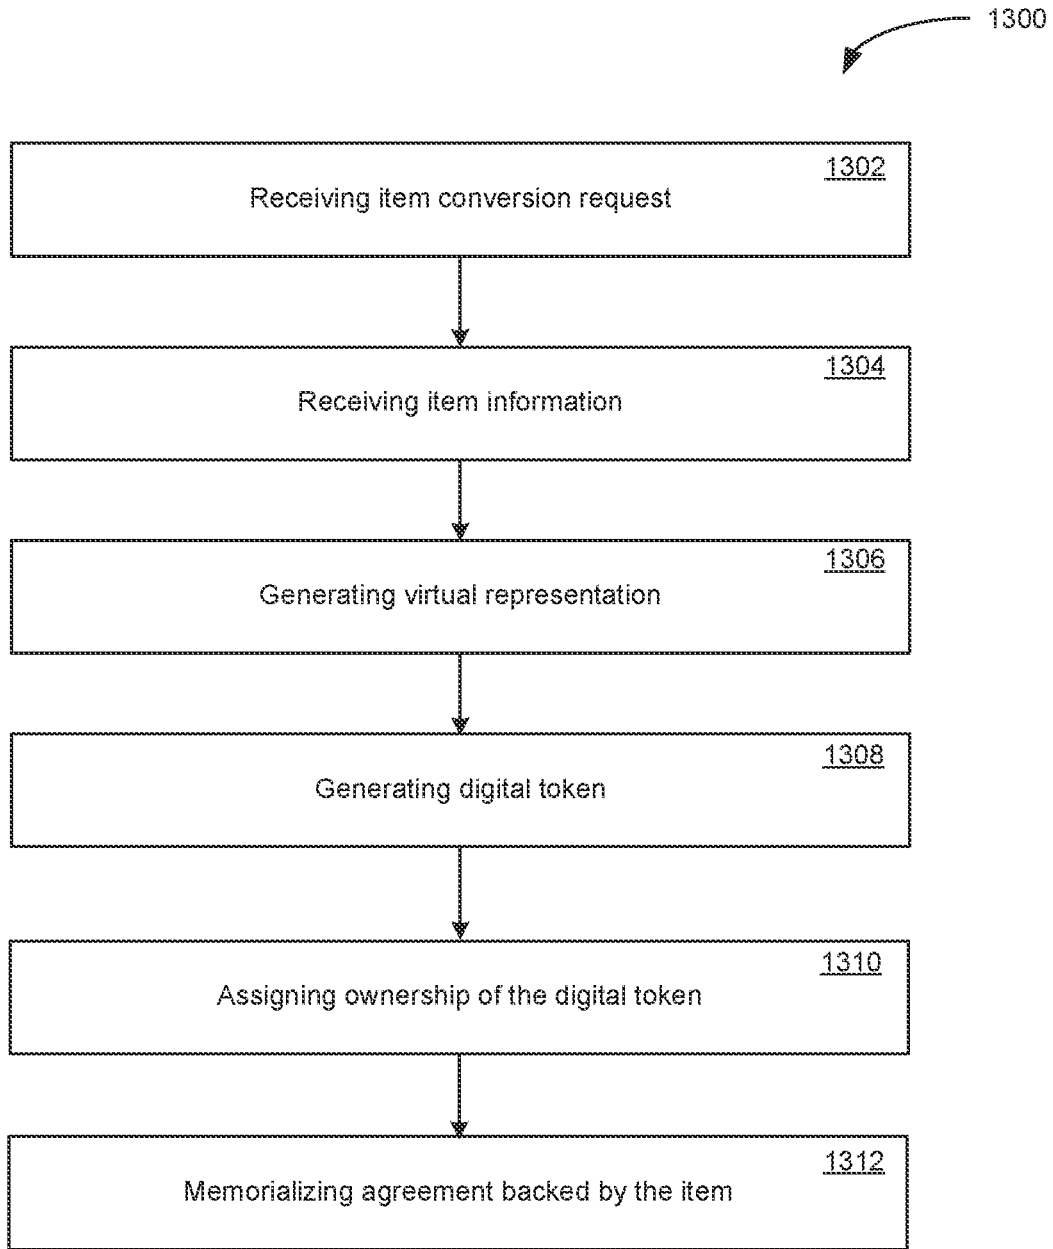 1300
1302
Receiving item conversion request
1304
Receiving item information
1306
Generating virtual representation
1308
Generating digital token
1310
Assigning ownership of the digital token
1312
Memorializing agreement backed by the item